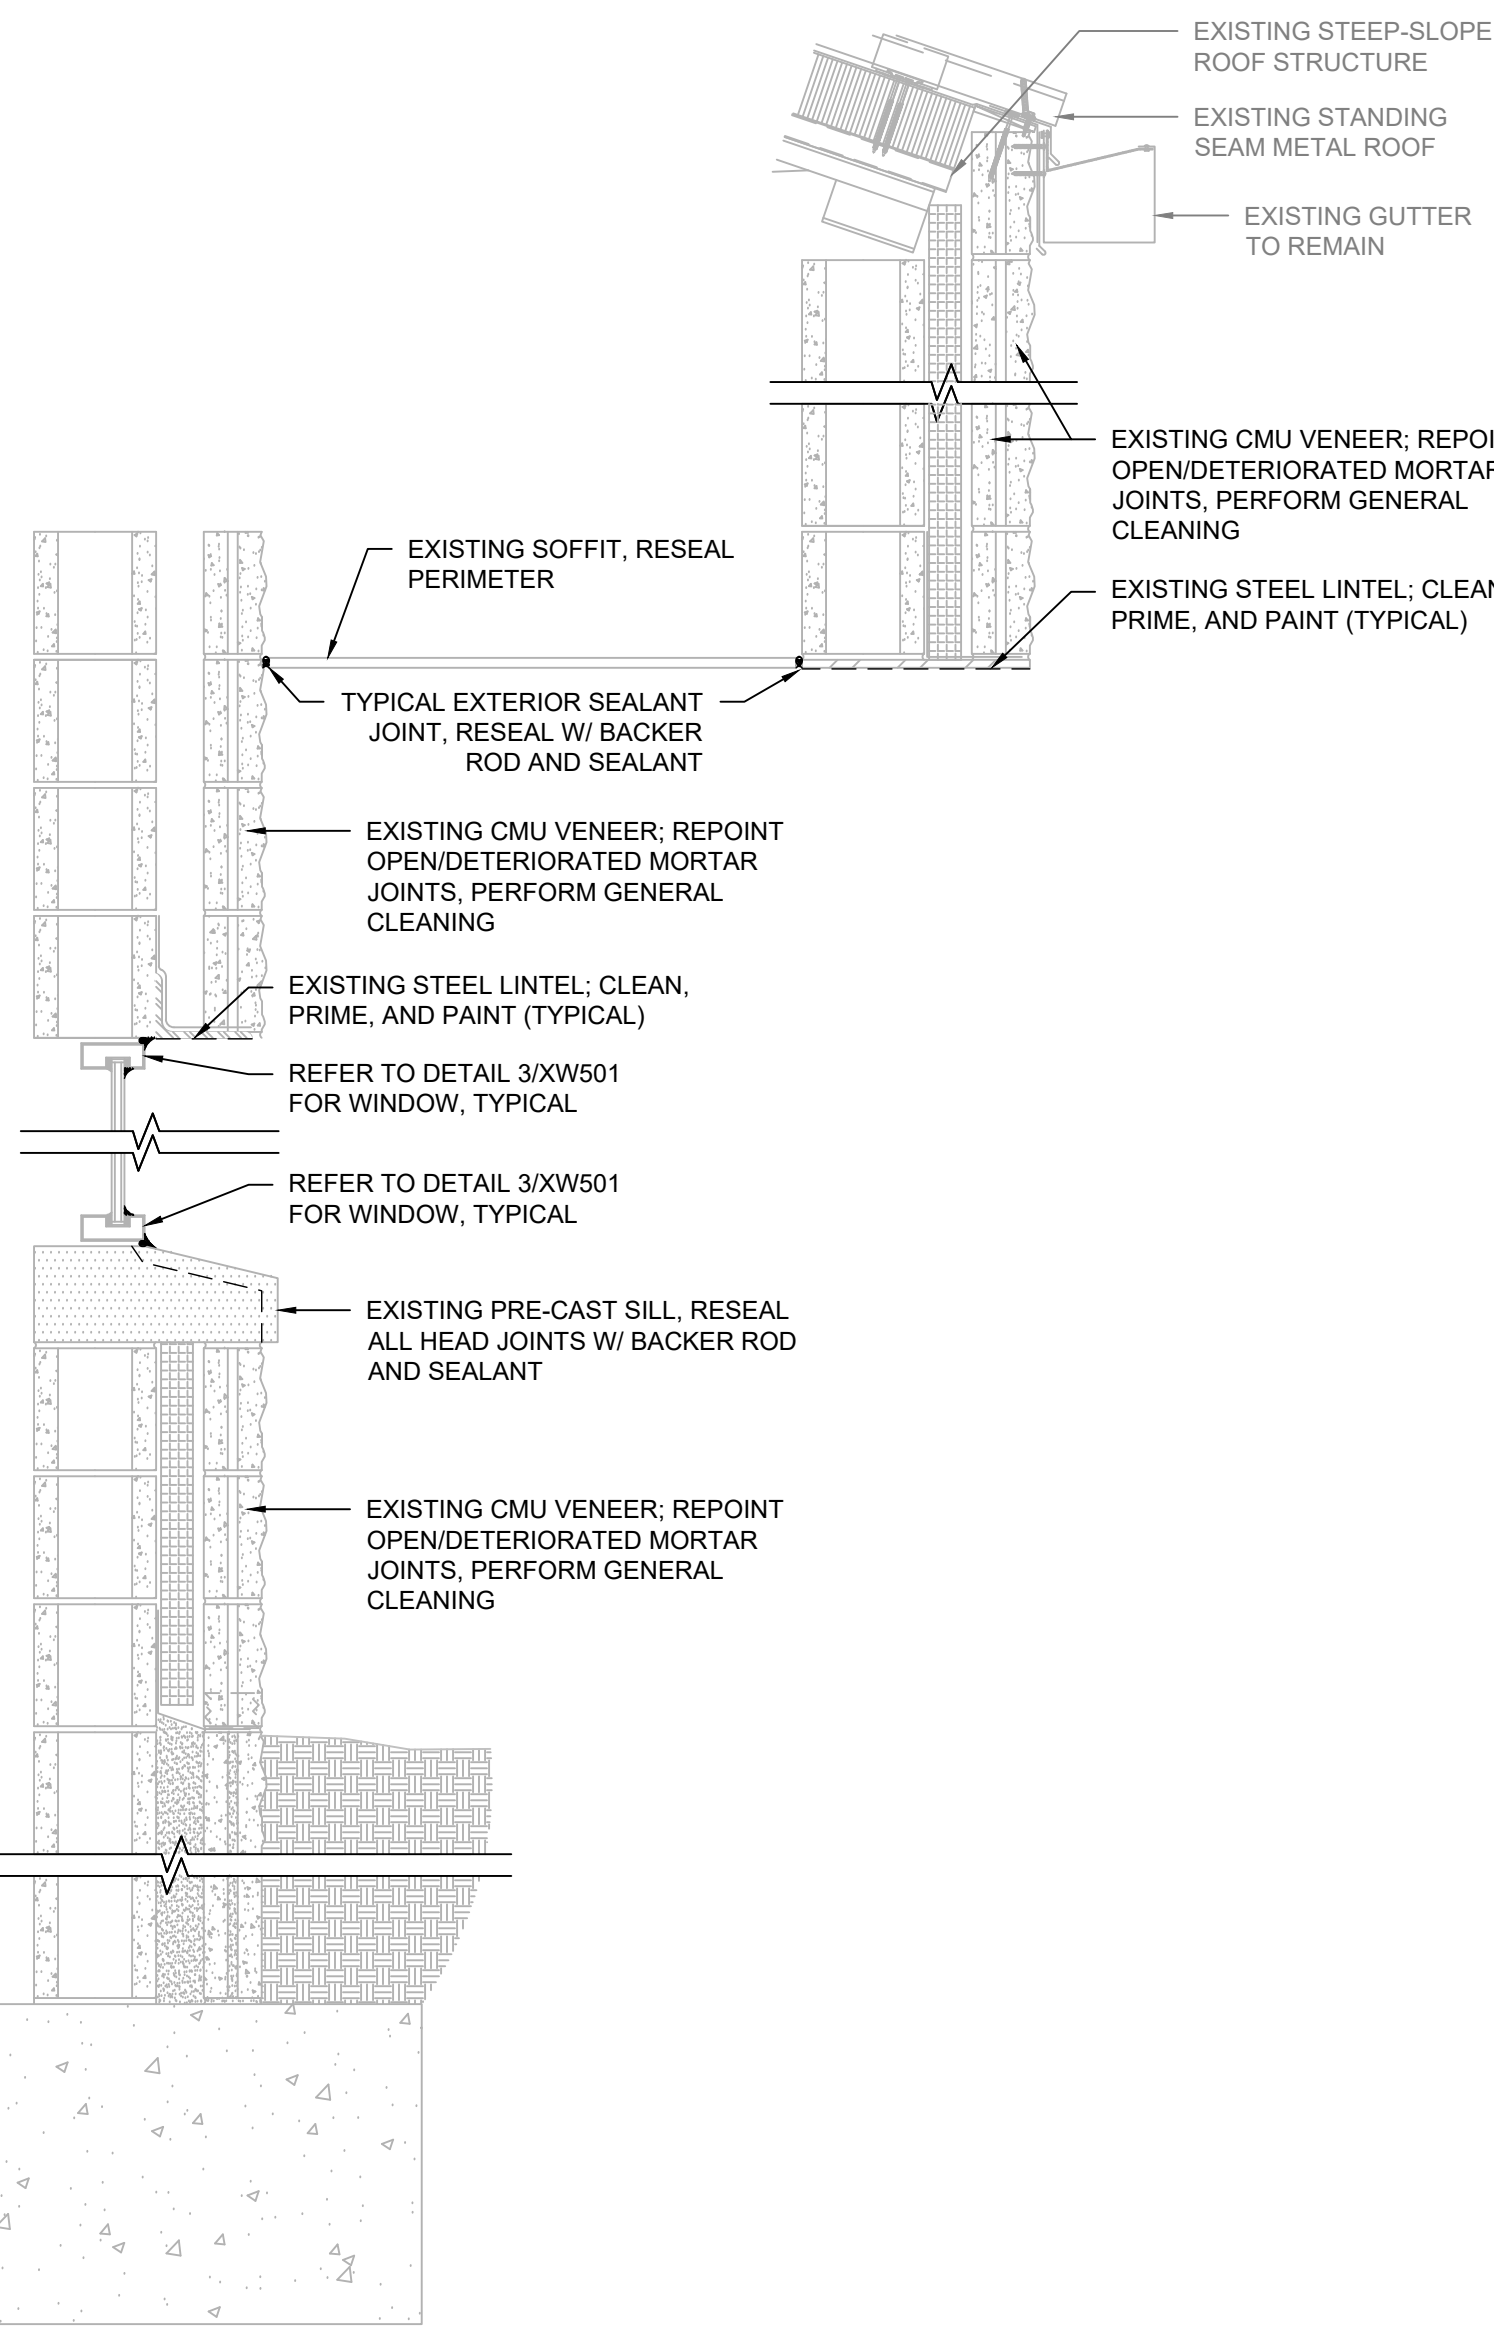 EXISTING STEEP-SLOPE
ROOF STRUCTURE
EXISTING STANDING
SEAM METAL ROOF
EXISTING GUTTER
TO REMAIN
EXISTING CMU VENEER;
OPEN/DETERIORATED
JOINTS, PERFORM GENERAL
CLEANING
EXISTING SOFFIT, RESEAL
PERIMETER
EXISTING STEEL LINTEL;
PRIME, AND PAINT (TYPICAL)
TYPICAL EXTERIOR SEALANT
JOINT, RESEAL W/ BACKER
ROD AND SEALANT
EXISTING CMU VENEER; REPOINT
OPEN/DETERIORATED MORTAR
JOINTS, PERFORM GENERAL
CLEANING
EXISTING STEEL LINTEL; CLEAN,
PRIME, AND PAINT (TYPICAL)
REFER TO DETAIL 3/XW501
FOR WINDOW, TYPICAL
REFER TO DETAIL 3/XW501
FOR WINDOW, TYPICAL
EXISTING PRE-CAST SILL, RESEAL
ALL HEAD JOINTS W/ BACKER ROD
AND SEALANT
EXISTING CMU VENEER; REPOINT
OPEN/DETERIORATED MORTAR
JOINTS, PERFORM GENERAL
CLEANING